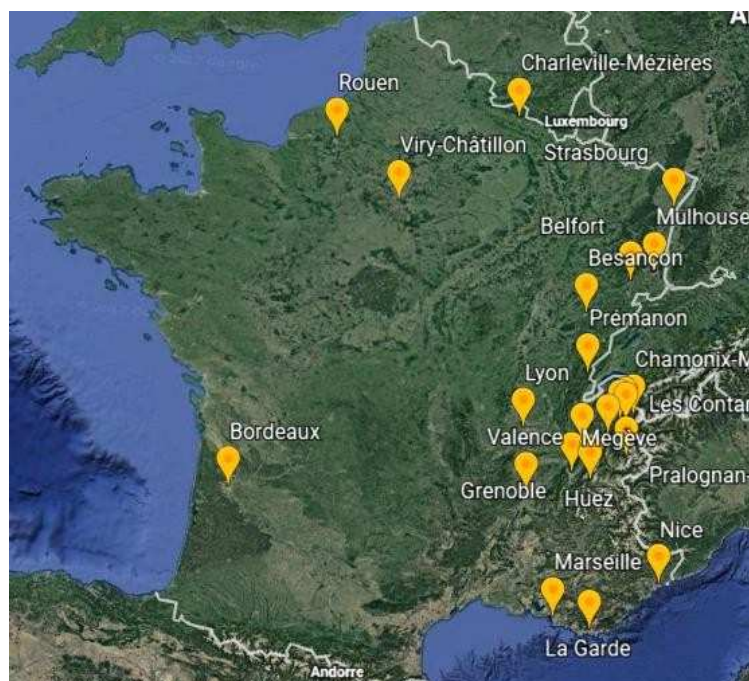 A
Charleville-Mézières
Rouen
Luxembourg
Viry-Châtillon
Strasbourg
Mulhouse
Belfort
Besançon
Prémanon
Chamonix-M
Lyon
Les Contar
Bordeaux
Valence
Megève
Pralognan-
Grenoble
Huez
Nice
Marseille
La Garde
Andorre